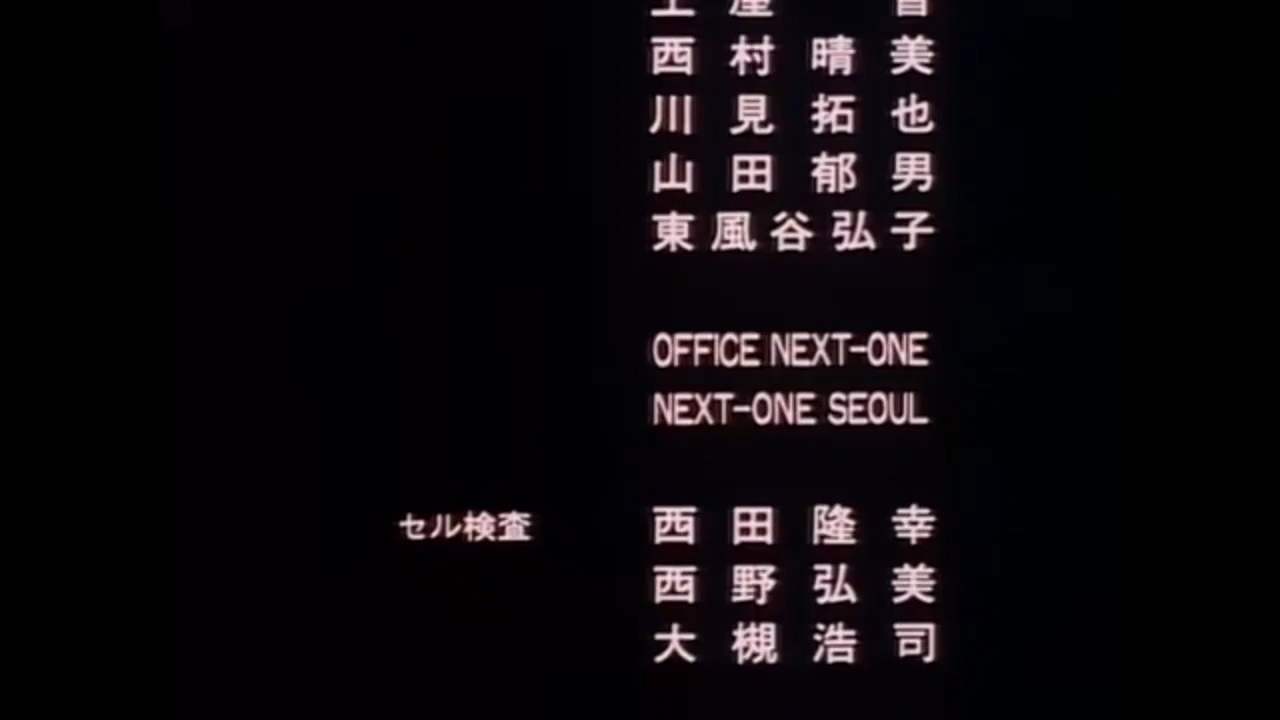 西村晴美
川見拓也
山田郁男
東風谷弘子
OFFICE NEXT-ONE
NEXT-ONE SEOUL
セル検査 西田隆幸
西野弘美
大槻浩司